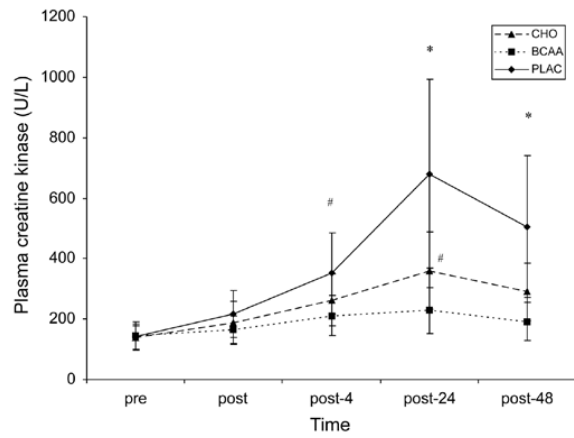 1200
1000
800
600
400
200
0
Plasma creatine kinase (U/L)
CHO
BCAA
PLAC
*
*
#
#
pre
post
post-4
post-24
post-48
Time